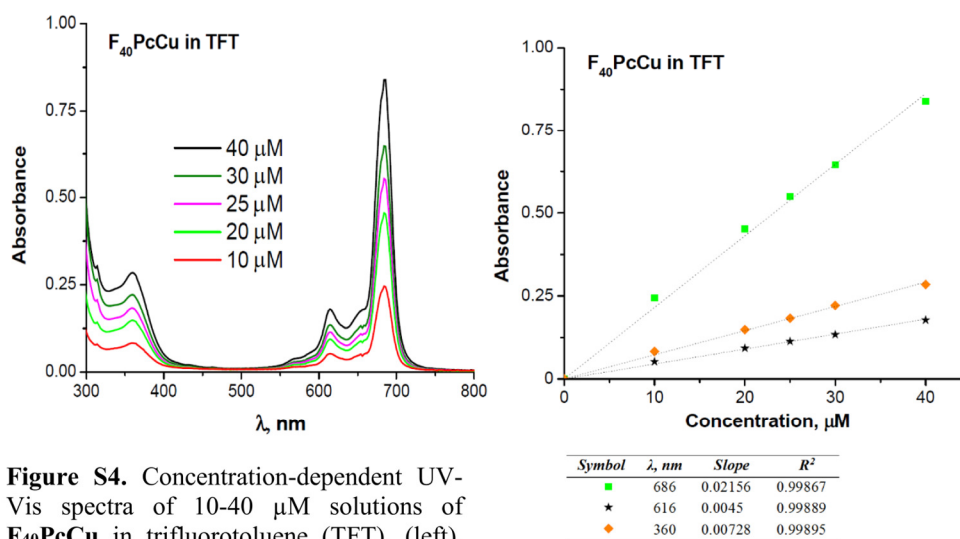 F40PcCu in TFT
1.00
0.75
0.50
0.25
0.00
Absorbance
40 μM
30 μM
25 μM
20 μM
10 μM
300 400 500 600 700 800
λ, nm
F40PcCu in TFT
1.00
0.75
0.50
0.25
0
Absorbance
0 10 20 30 40
Concentration, μM
Symbol λ, nm Slope R²
686 0.02156 0.99867
616 0.0045 0.99889
360 0.00728 0.99895
Figure S4. Concentration-dependent UV-
Vis spectra of 10-40 μM solutions of
F40PcCu in trifluorotoluene (TFT), (left).